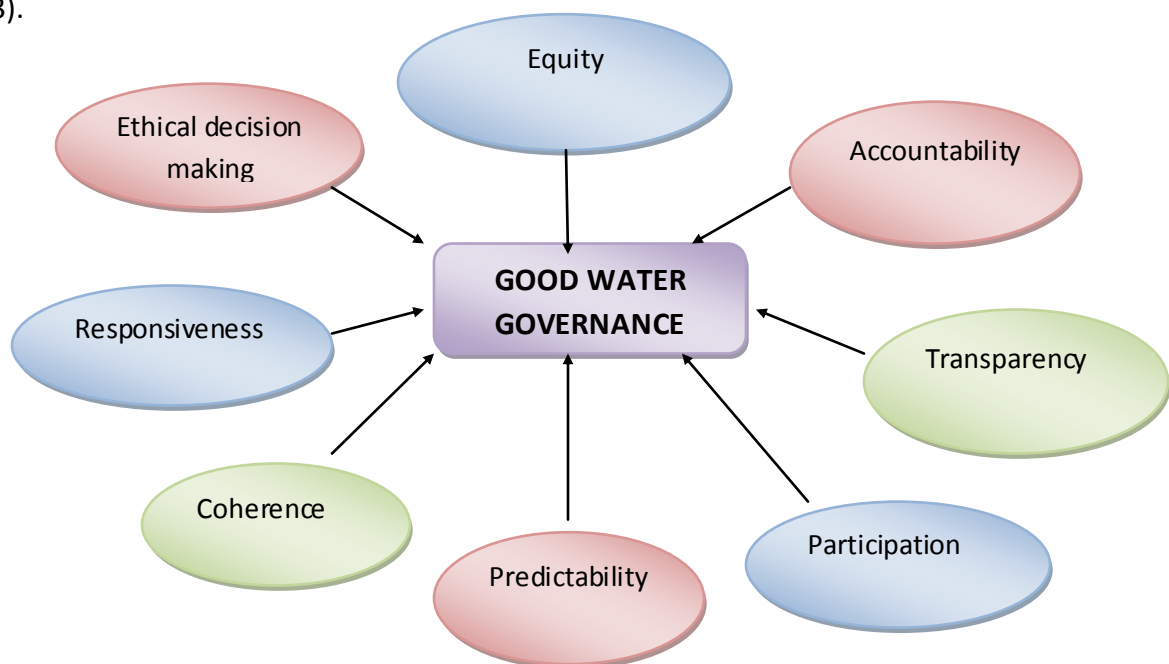 3).
Equity
Ethical decision
making
Accountability
GOOD WATER
GOVERNANCE
Responsiveness
Transparency
Coherence
Participation
Predictability